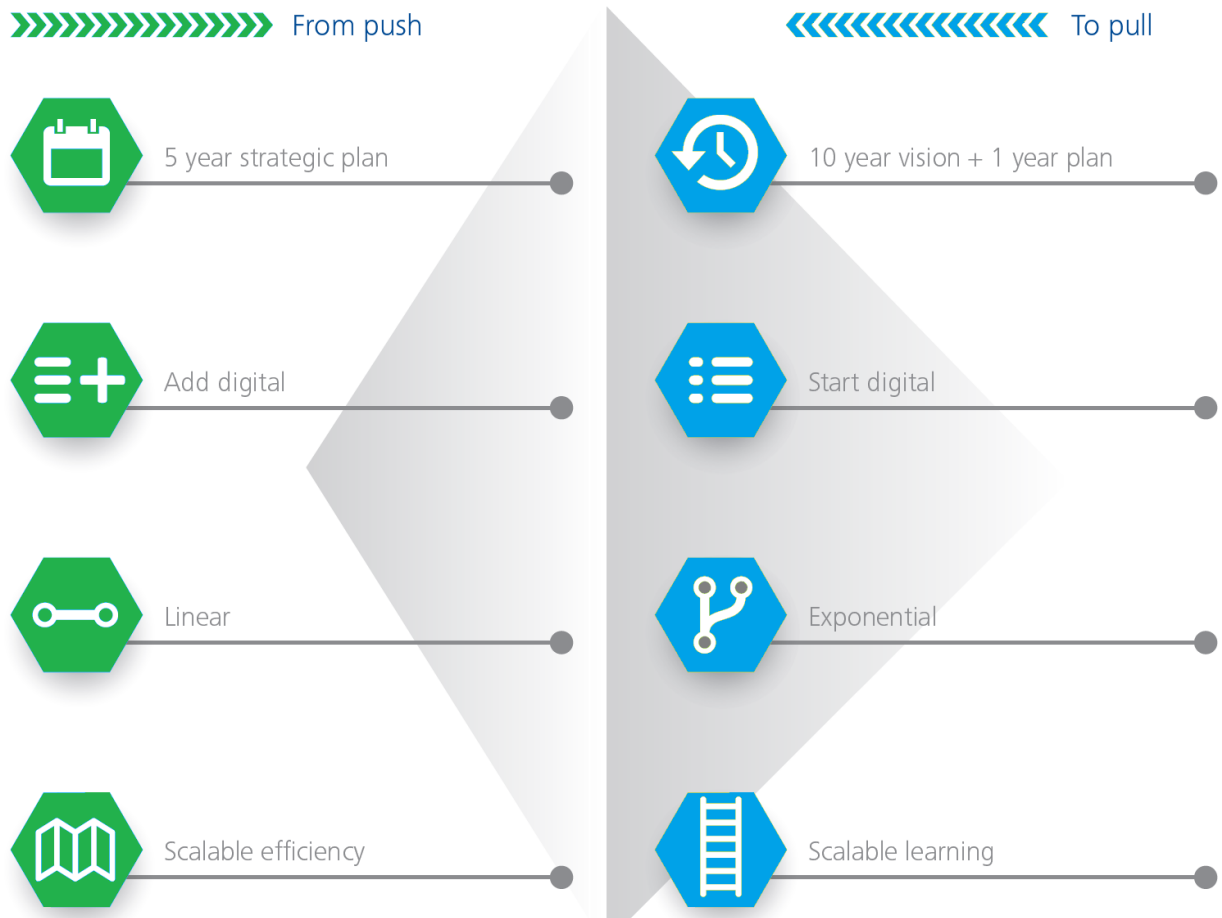 From push
To pull
5 year strategic plan
10 year vision + 1 year plan
Add digital
Start digital
Linear
Exponential
Scalable efficiency
Scalable learning